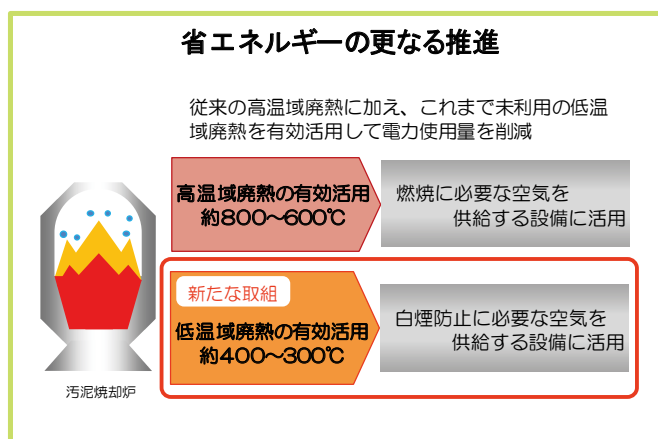 省エネルギーの更なる推進
従来の高温域廃熱に加え、これまで未利用の低温
域廃熱を有効活用して電力使用量を削減
高温域廃熱の有効活用
約800～600℃
燃焼に必要な空気を
供給する設備に活用
新たな取組
低温域廃熱の有効活用
約400～300℃
白煙防止に必要な空気を
供給する設備に活用
汚泥焼却炉